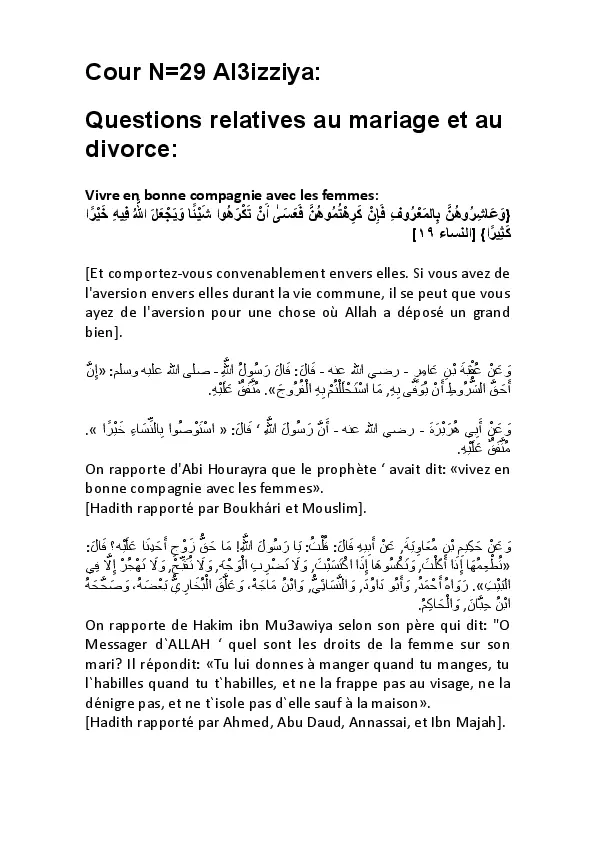 Cour N=29 Al3izziya:
Questions relatives au mariage et au
divorce:
Vivre en bonne compagnie avec les femmes:
{وَعَاشِرُوهُنَّ بِالمَعْرُوفِ فَإِنْ كَرِهْتُمُوهُنَّ فَعَسَىٰ أَنْ تَكْرَهُوا شَيْئًا وَيَجْعَلَ اللهُ فِيهِ خَيْرًا
كَثِيرًا} [النساء ١٩]
[Et comportez-vous convenablement envers elles. Si vous avez de
l'aversion envers elles durant la vie commune, il se peut que vous
ayez de l'aversion pour une chose où Allah a déposé un grand
bien].
وَعَنْ عُقْبَةَ بْنِ عَامِرٍ - رضي الله عنه - قَالَ: قَالَ رَسُولُ اللَّهِ - صلى الله عليه وسلم: «إِنَّ
أَحَقَّ الشُّرُوطِ أَنْ يُوَفَّى بِهِ, مَا اسْتَحْلَلْتُمْ بِهِ الْفُرُوجَ». مُتَّفَقٌ عَلَيْهِ.
وَعَنْ أَبِي هُرَيْرَةَ - رضي الله عنه - أَنَّ رَسُولَ اللَّهِ ‘ قَالَ: « اسْتَوْصُوا بِالنِّسَاءِ خَيْرًا ».
مُتَّفَقٌ عَلَيْهِ.
On rapporte d'Abi Hourayra que le prophète ‘ avait dit: «vivez en
bonne compagnie avec les femmes».
[Hadith rapporté par Boukhári et Mouslim].
وَعَنْ حَكِيمِ بْنِ مُعَاوِيَةَ, عَنْ أَبِيهِ قَالَ: قُلْتُ: يَا رَسُولَ اللَّهِ! مَا حَقُّ زَوْجِ أَحَدِنَا عَلَيْهِ؟ قَالَ:
«تُطْعِمُهَا إِذَا أَكَلْتَ, وَتَكْسُوهَا إِذَا اكْتَسَيْتَ, وَلَا تَضْرِبِ الْوَجْهَ, وَلَا تُقَبِّحْ, وَلَا تَهْجُرْ إِلَّا فِي
الْبَيْتِ». رَوَاهُ أَحْمَدُ, وَأَبُو دَاوُدَ, وَالنَّسَائِيُّ, وَابْنُ مَاجَهْ, وَعَلَّقَ الْبُخَارِيُّ بَعْضَهُ, وَصَحَّحَهُ
ابْنُ حِبَّانَ, وَالْحَاكِمُ.
On rapporte de Hakim ibn Mu3awiya selon son père qui dit: "O
Messager d`ALLAH ‘ quel sont les droits de la femme sur son
mari? Il répondit: «Tu lui donnes à manger quand tu manges, tu
l`habilles quand tu t`habilles, et ne la frappe pas au visage, ne la
dénigre pas, et ne t`isole pas d`elle sauf à la maison».
[Hadith rapporté par Ahmed, Abu Daud, Annassai, et Ibn Majah].